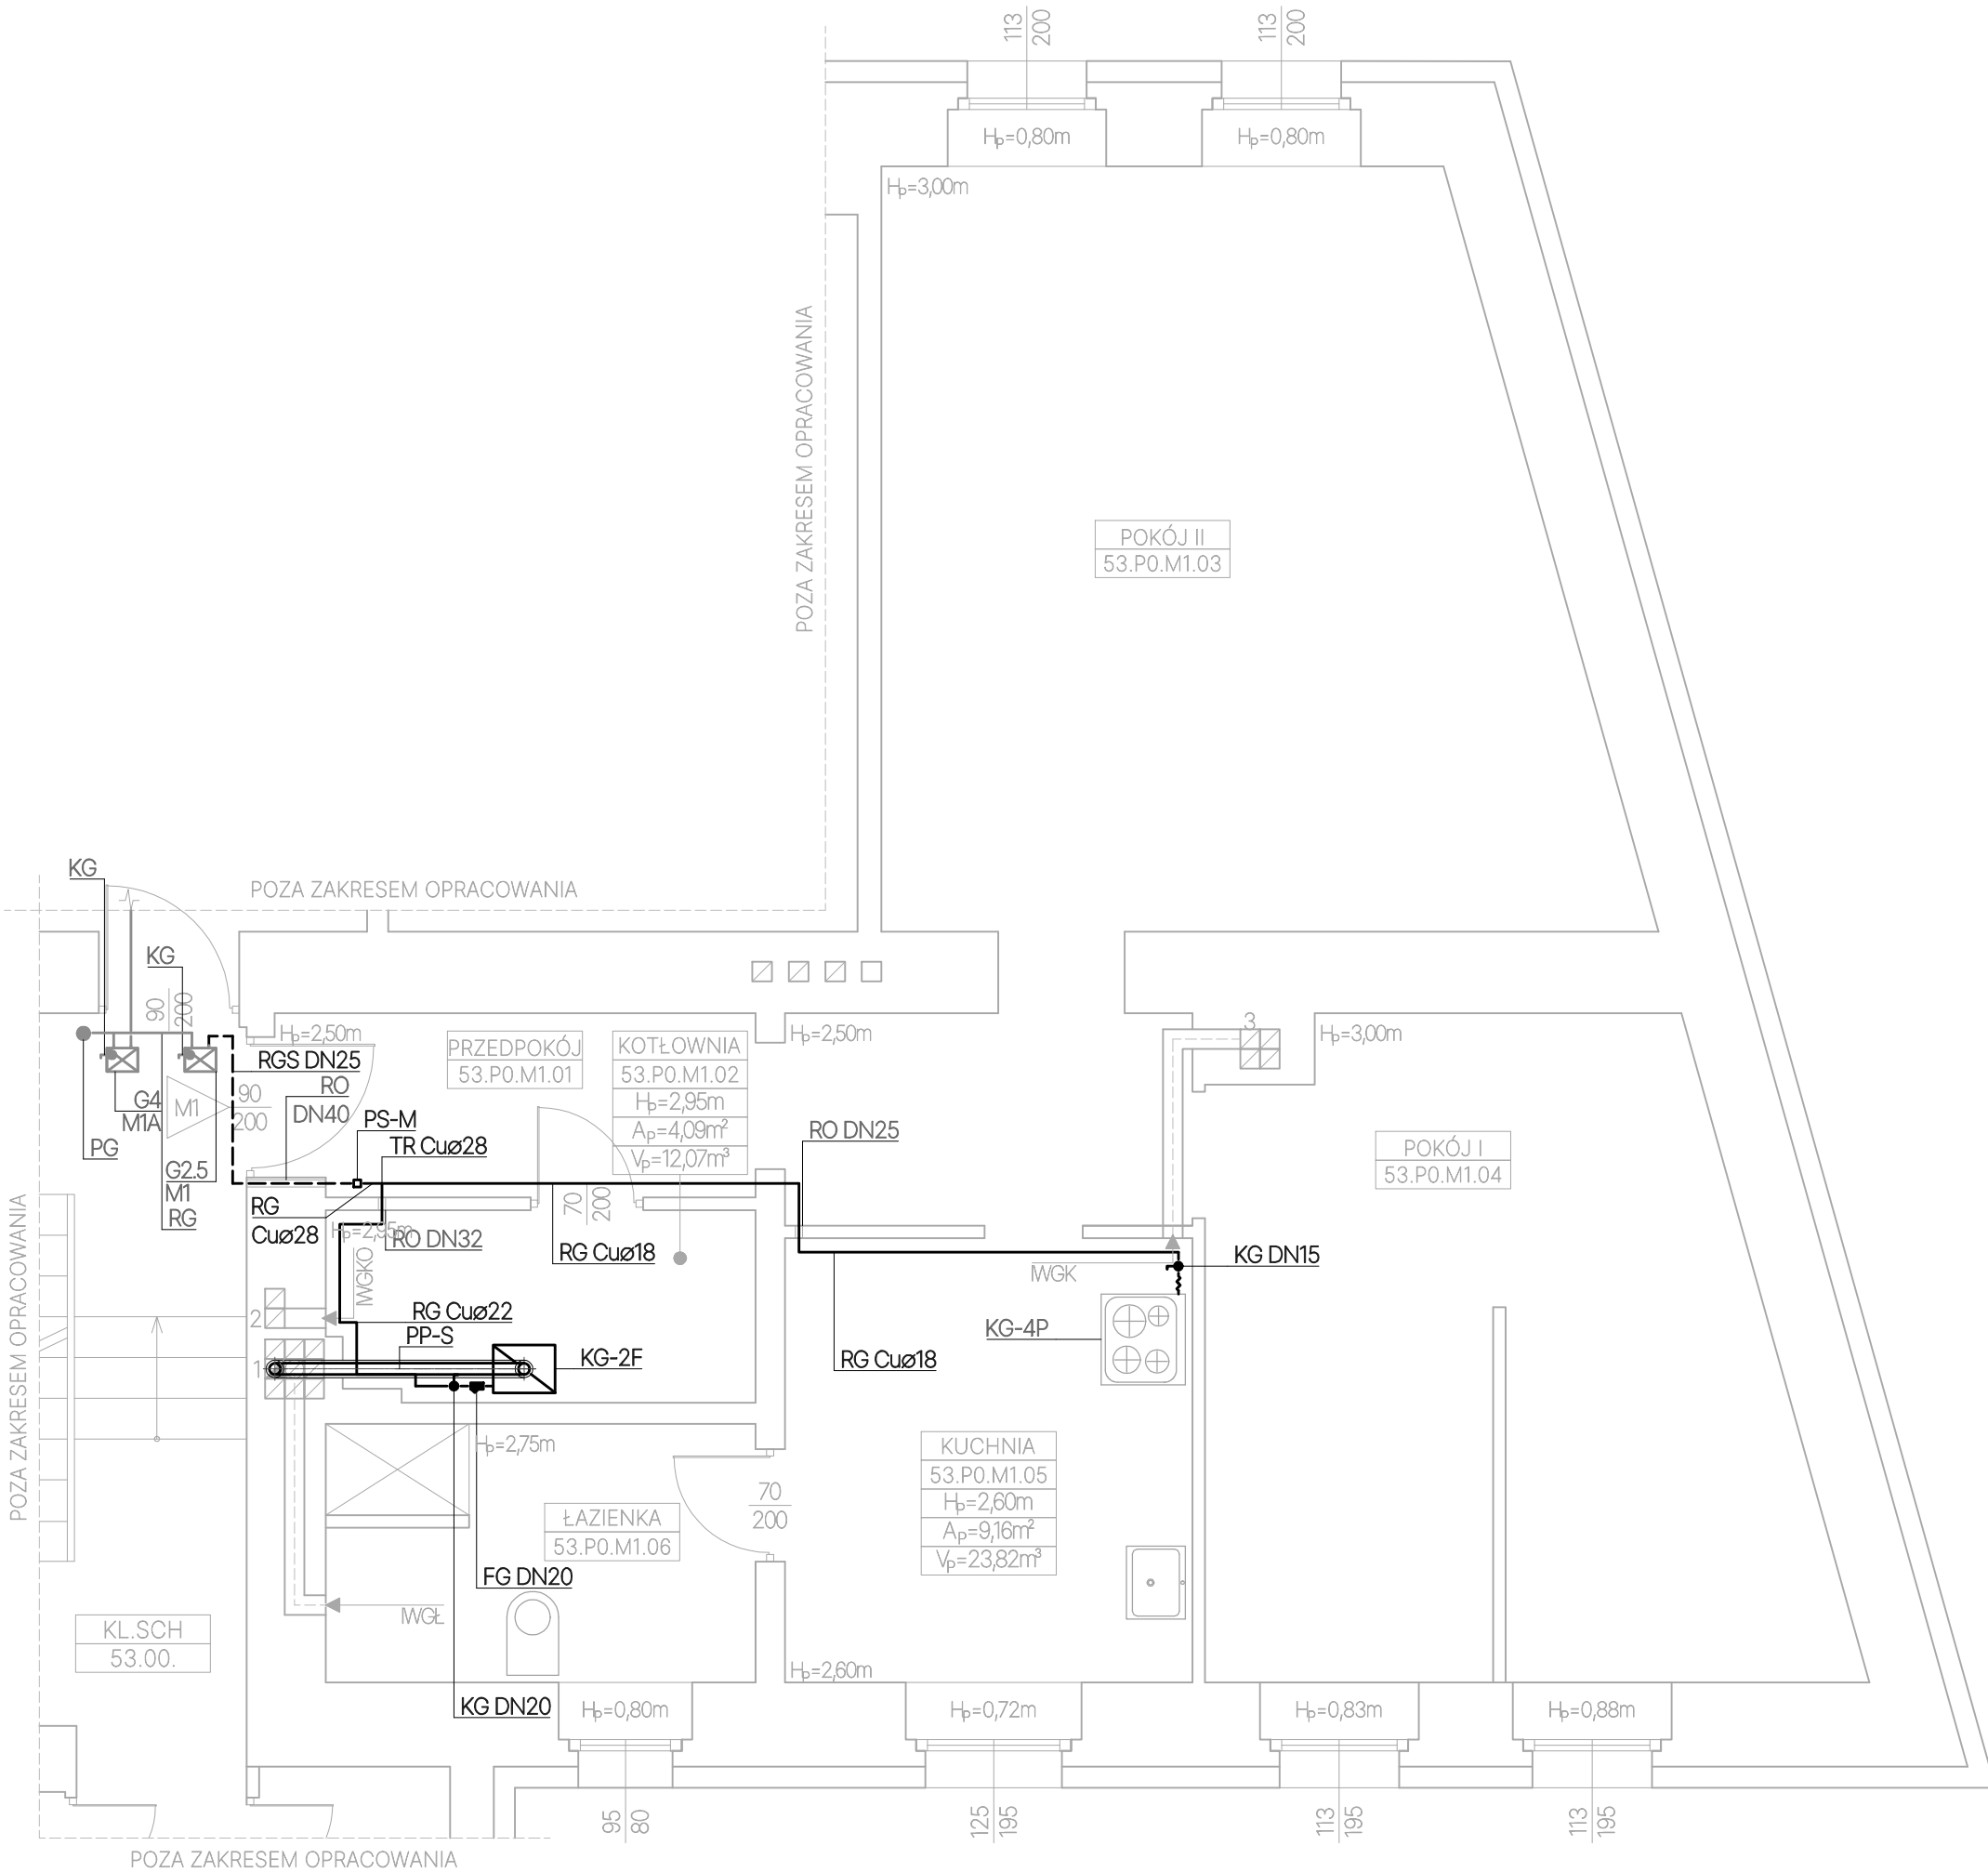 113
200
113
200
Hp=0,80m
Hp=0,80m
Hp=3,00m
POZA ZAKRESEM OPRACOWANIA
POKÓJ II
53.P0.M1.03
KG
POZA ZAKRESEM OPRACOWANIA
KG
90
200
Hp=2,50m
PRZEDPOKÓJ
53.P0.M1.01
KOTŁOWNIA
53.P0.M1.02
Hp=2,95m
Ap=4,09m²
Vp=12,07m³
Hp=2,50m
3
Hp=3,00m
RGS DN25
RO
DN40
G4
M1A
M1
90
200
PS-M
TR Cuø28
RO DN25
POKÓJ I
53.P0.M1.04
PG
G2.5
M1
RG
RG
Cuø28
Hp=2,95m
RO DN32
70
200
RG Cuø18
IWGKO
IWGK
KG DN15
POZA ZAKRESEM OPRACOWANIA
2
RG Cuø22
PP-S
1
KG-2F
KG-4P
RG Cuø18
Hp=2,75m
KUCHNIA
53.P0.M1.05
Hp=2,60m
Ap=9,16m²
Vp=23,82m³
70
200
ŁAZIENKA
53.P0.M1.06
FG DN20
IWGŁ
KL.SCH
53.00.
Hp=2,60m
KG DN20
Hp=0,80m
Hp=0,72m
Hp=0,83m
Hp=0,88m
95
80
125
195
113
195
113
195
POZA ZAKRESEM OPRACOWANIA